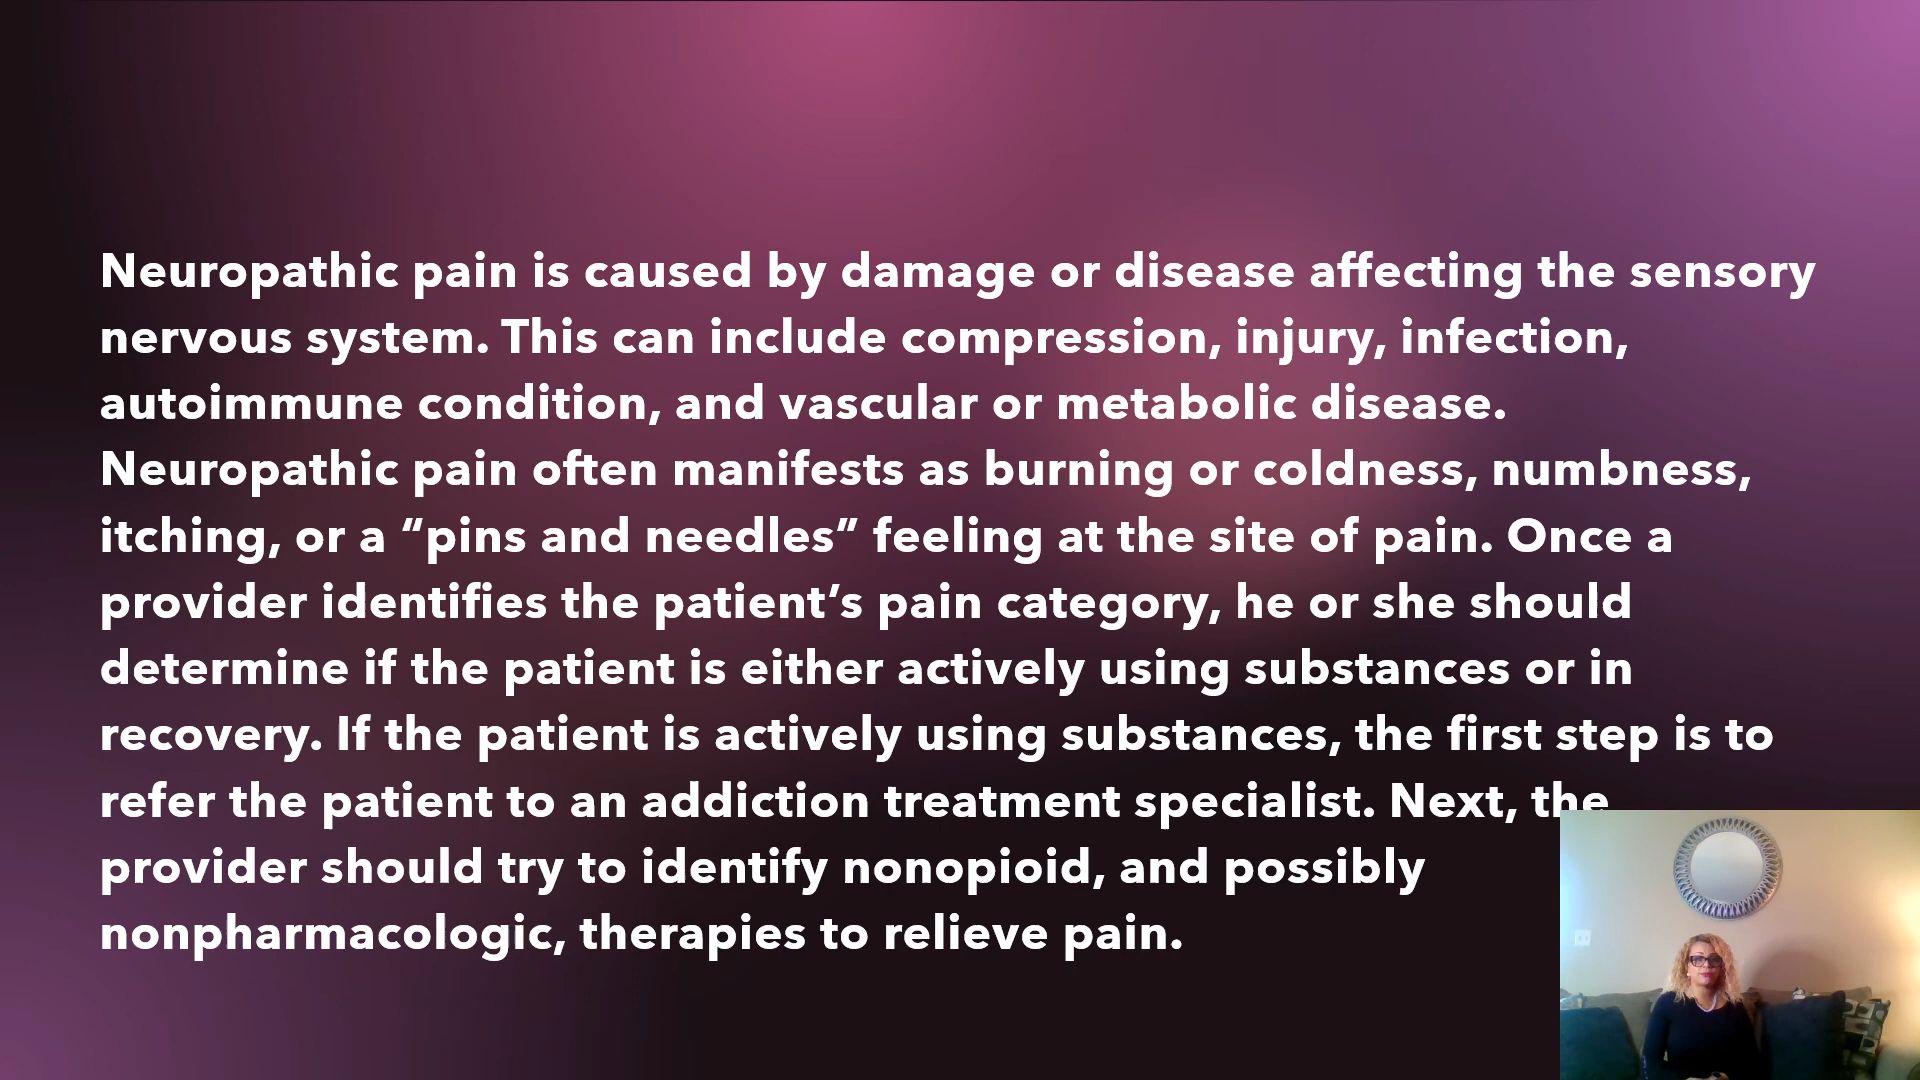 Neuropathic pain is caused by damage or disease affecting the sensory
nervous system. This can include compression, injury, infection,
autoimmune condition, and vascular or metabolic disease.
Neuropathic pain often manifests as burning or coldness, numbness,
itching, or a “pins and needles” feeling at the site of pain. Once a
provider identifies the patient’s pain category, he or she should
determine if the patient is either actively using substances or in
recovery. If the patient is actively using substances, the first step is to
refer the patient to an addiction treatment specialist. Next, the
provider should try to identify nonopioid, and possibly
nonpharmacologic, therapies to relieve pain.